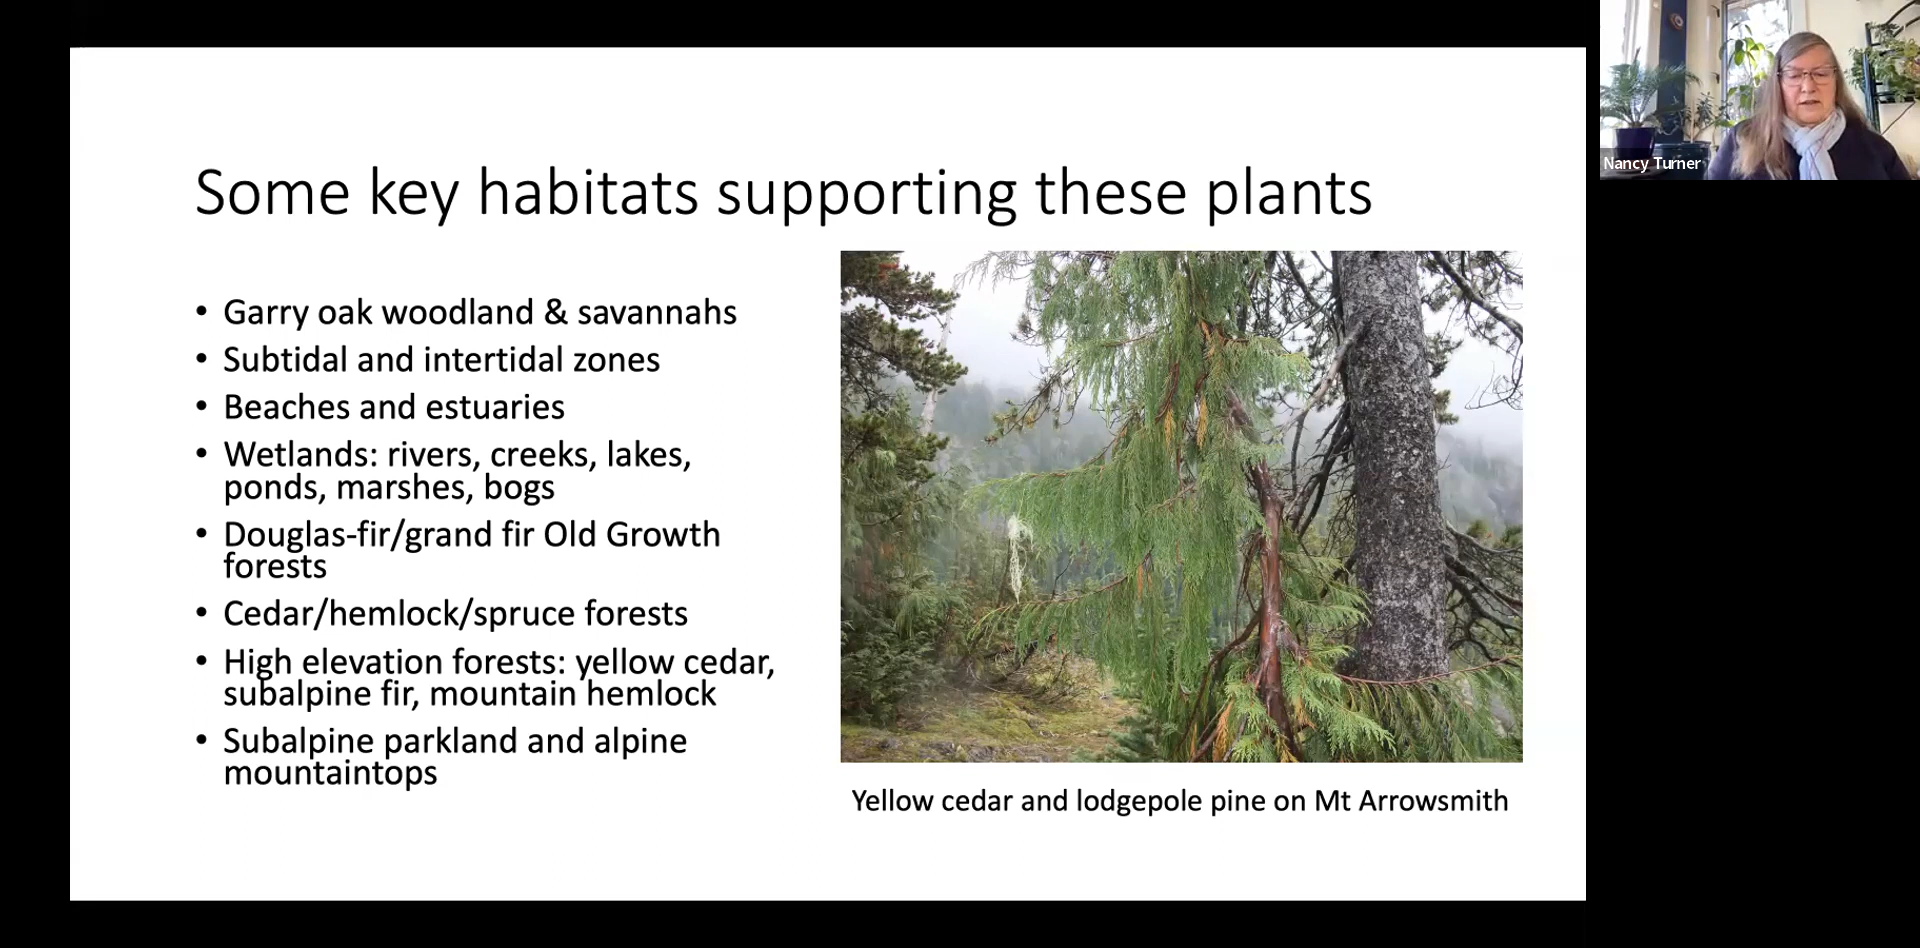 Some key habitats supporting these plants
• Garry oak woodland & savannahs
• Subtidal and intertidal zones
• Beaches and estuaries
• Wetlands: rivers, creeks, lakes,
ponds, marshes, bogs
• Douglas-fir/grand fir Old Growth
forests
• Cedar/hemlock/spruce forests
• High elevation forests: yellow cedar,
subalpine fir, mountain hemlock
• Subalpine parkland and alpine
mountaintops
Yellow cedar and lodgepole pine on Mt Arrowsmith
Nancy Turner